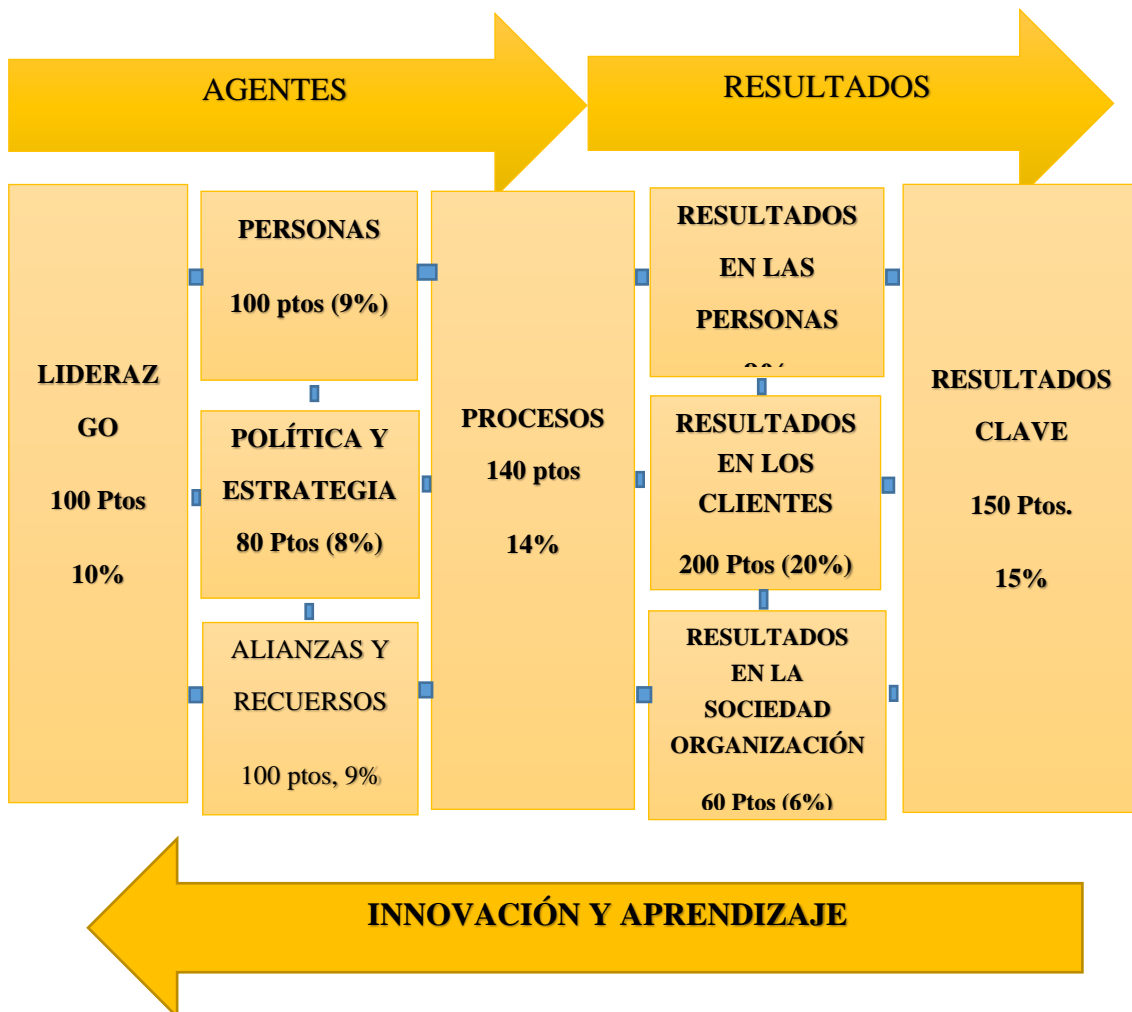 AGENTES
RESULTADOS
LIDERAZ
GO
100 Ptos
10%
PERSONAS
100 ptos (9%)
POLÍTICA Y
ESTRATEGIA
80 Ptos (8%)
ALIANZAS Y
RECUERSOS
100 ptos, 9%
PROCESOS
140 ptos
14%
RESULTADOS
EN LAS
PERSONAS
RESULTADOS
EN LOS
CLIENTES
200 Ptos (20%)
RESULTADOS
EN LA
SOCIEDAD
ORGANIZACIÓN
60 Ptos (6%)
RESULTADOS
CLAVE
150 Ptos.
15%
INNOVACIÓN Y APRENDIZAJE